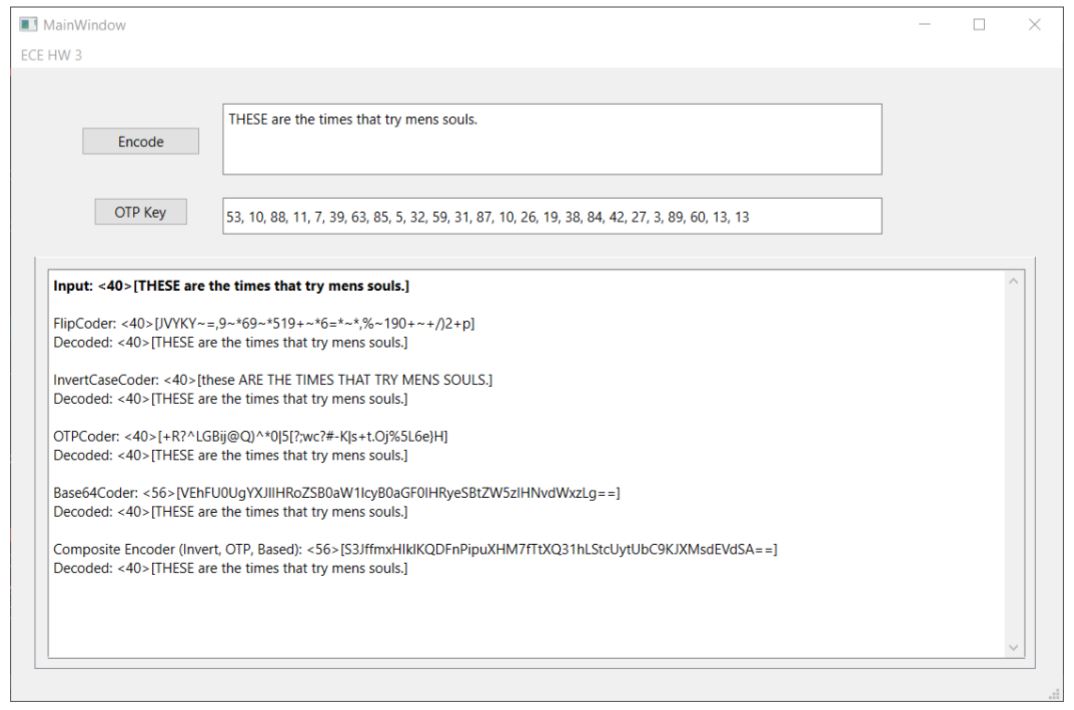 MainWindow
ECE HW 3
Encode
THESE are the times that try mens souls.
OTP Key
53, 10, 88, 11, 7, 39, 63, 85, 5, 32, 59, 31, 87, 10, 26, 19, 38, 84, 42, 27, 3, 89, 60, 13, 13
Input: <40>[THESE are the times that try mens souls.]
FlipCoder: <40>[JVYKY~=,9~*69~*519+~*6=*~*,%~190+~+/)2+p]
Decoded: <40>[THESE are the times that try mens souls.]
InvertCaseCoder: <40>[these ARE THE TIMES THAT TRY MENS SOULS.]
Decoded: <40>[THESE are the times that try mens souls.]
OTPCoder: <40>[+R?^LGBij@Q)^*0|5[?;wc?#-K|s+t.Oj%5L6e}H]
Decoded: <40>[THESE are the times that try mens souls.]
Base64Coder: <56>[VEhFU0UgYXJlIHRoZSB0aW1lcyB0aGF0IHRyeSBtZW5zIHNvdWxzLg==]
Decoded: <40>[THESE are the times that try mens souls.]
Composite Encoder (Invert, OTP, Based): <56>[S3JffmxHIklKQDFnPipuXHM7fTtXQ31hLStcUytUbC9KJXMsdEVdSA==]
Decoded: <40>[THESE are the times that try mens souls.]